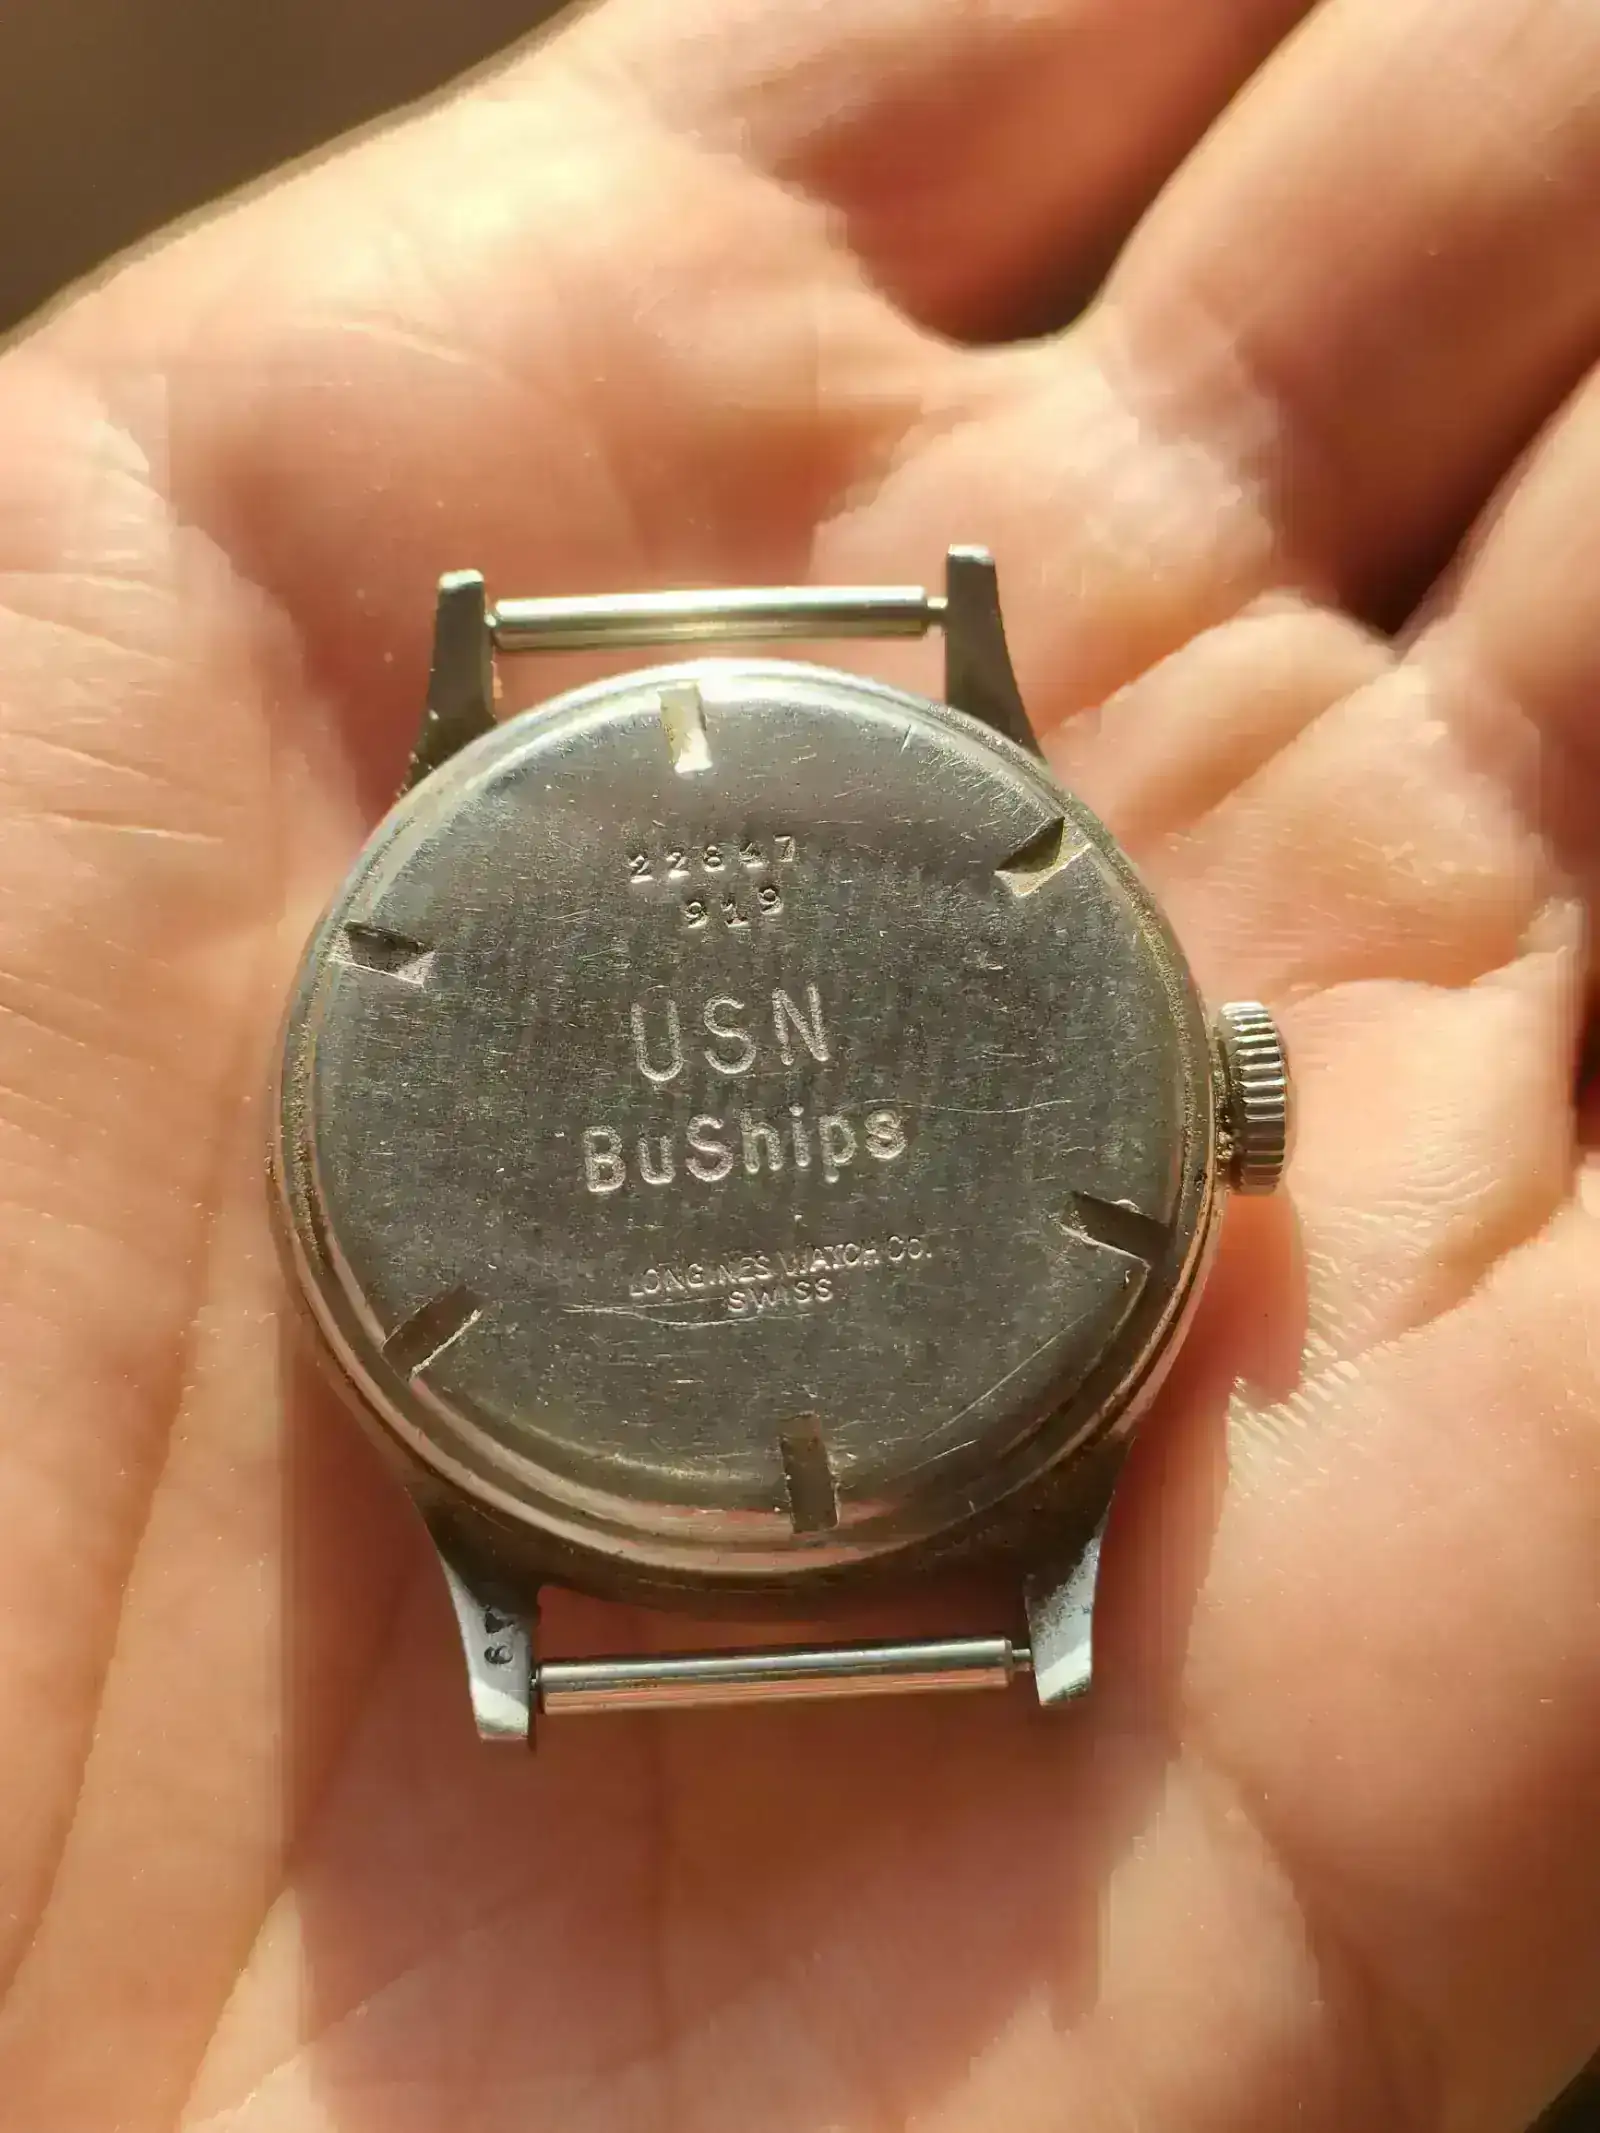 22847
919
USN
BuShips
LONGINES WATCH CO.
SWISS